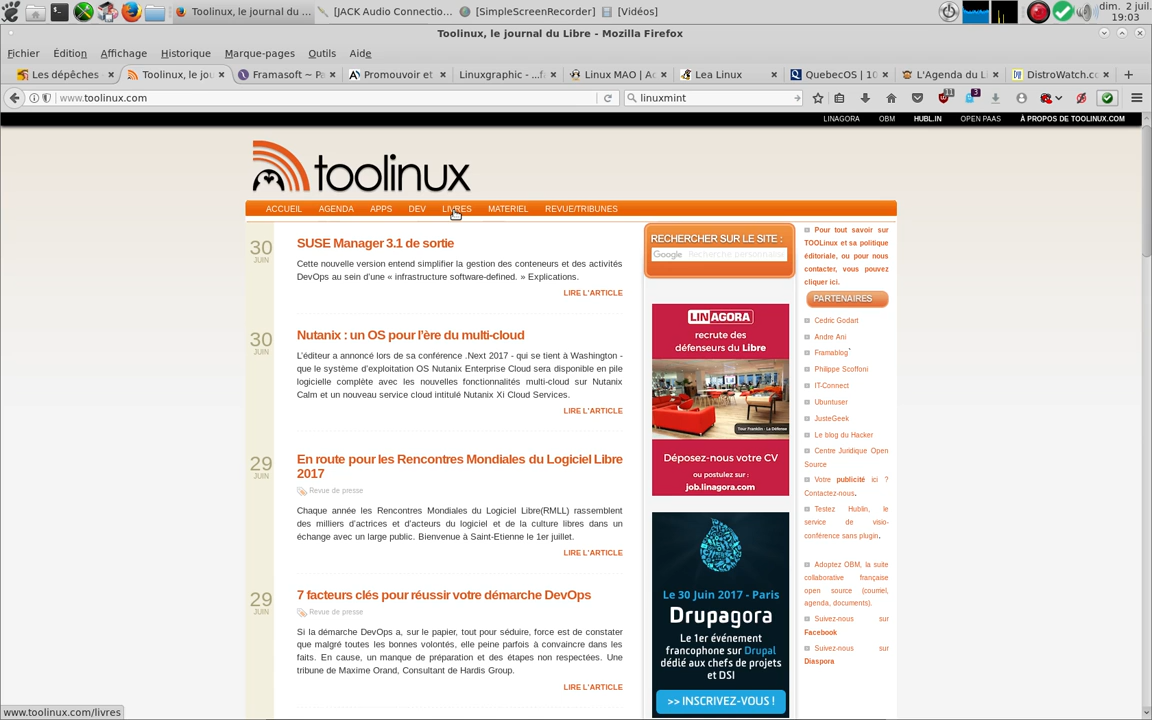 Toolinux, le journal du ...
[JACK Audio Connectio...
[SimpleScreenRecorder]
[Vidéos]
dim. 2 juil.
19:03
Toolinux, le journal du Libre - Mozilla Firefox
Fichier Édition Affichage Historique Marque-pages Outils Aide
Les dépêches
Toolinux, le jou
Framasoft ~ P
Promouvoir et
Linuxgraphic - ...f
Linux MAO | Ac
Lea Linux
QuebecOS | 10
L'Agenda du L
DistroWatch.c
www.toolinux.com
linuxmint
LINAGORA OBM HUBL.IN OPEN PAAS À PROPOS DE TOOLINUX.COM
toolinux
ACCUEIL AGENDA APPS DEV LIVRES MATERIEL REVUE/TRIBUNES
30
JUIN
SUSE Manager 3.1 de sortie
Cette nouvelle version entend simplifier la gestion des conteneurs et des activités
DevOps au sein d'une « infrastructure software-defined. » Explications.
LIRE L'ARTICLE
30
JUIN
Nutanix : un OS pour l'ère du multi-cloud
L'éditeur a annoncé lors de sa conférence .Next 2017 - qui se tient à Washington -
que le système d'exploitation OS Nutanix Enterprise Cloud sera disponible en pile
logicielle complète avec les nouvelles fonctionnalités multi-cloud sur Nutanix
Calm et un nouveau service cloud intitulé Nutanix Xi Cloud Services.
LIRE L'ARTICLE
29
JUIN
En route pour les Rencontres Mondiales du Logiciel Libre
2017
Revue de presse
Chaque année les Rencontres Mondiales du Logiciel Libre(RMLL) rassemblent
des milliers d'actrices et d'acteurs du logiciel et de la culture libres dans un
échange avec un large public. Bienvenue à Saint-Etienne le 1er juillet.
LIRE L'ARTICLE
29
JUIN
7 facteurs clés pour réussir votre démarche DevOps
Revue de presse
Si la démarche DevOps a, sur le papier, tout pour séduire, force est de constater
que malgré toutes les bonnes volontés, elle peine parfois à convaincre dans les
faits. En cause, un manque de préparation et des étapes non respectées. Une
tribune de Maxime Orand, Consultant de Hardis Group.
LIRE L'ARTICLE
RECHERCHER SUR LE SITE :
Google Recherche personnalisé
LINAGORA
recrute des
défenseurs du Libre
Tour Franklin - La Défense
Déposez-nous votre CV
ou postulez sur :
job.linagora.com
Le 30 Juin 2017 - Paris
Drupagora
Le 1er événement
francophone sur Drupal
dédié aux chefs de projets
et DSI
>> INSCRIVEZ-VOUS !
Pour tout savoir sur
TOOLinux et sa politique
éditoriale, ou pour nous
contacter, vous pouvez
cliquer ici.
PARTENAIRES
Cedric Godart
Andre Ani
Framablog*
Philippe Scoffoni
IT-Connect
Ubuntuser
JusteGeek
Le blog du Hacker
Centre Juridique Open
Source
Votre publicité ici ?
Contactez-nous.
Testez Hublin, le
service de visio-
conférence sans plugin.
Adoptez OBM, la suite
collaborative française
open source (courriel,
agenda, documents).
Suivez-nous sur
Facebook
Suivez-nous sur
Diaspora
www.toolinux.com/livres